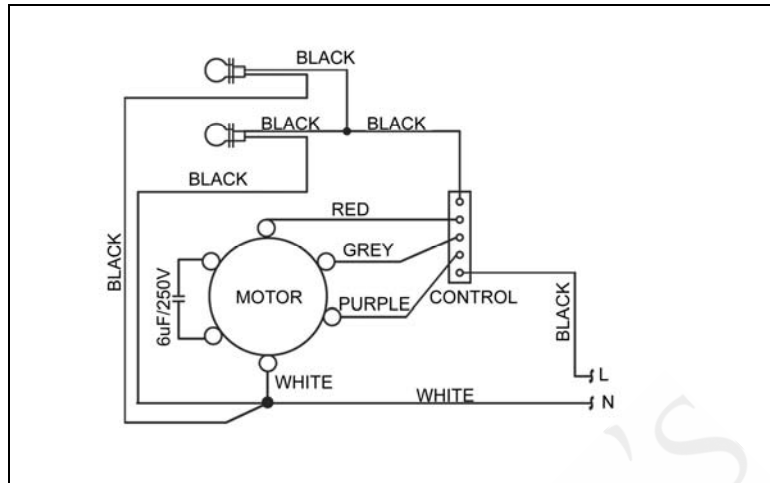 BLACK
BLACK
BLACK
BLACK
RED
GREY
BLACK
MOTOR
PURPLE
CONTROL
6uF/250V
BLACK
L
WHITE
WHITE
N
'S